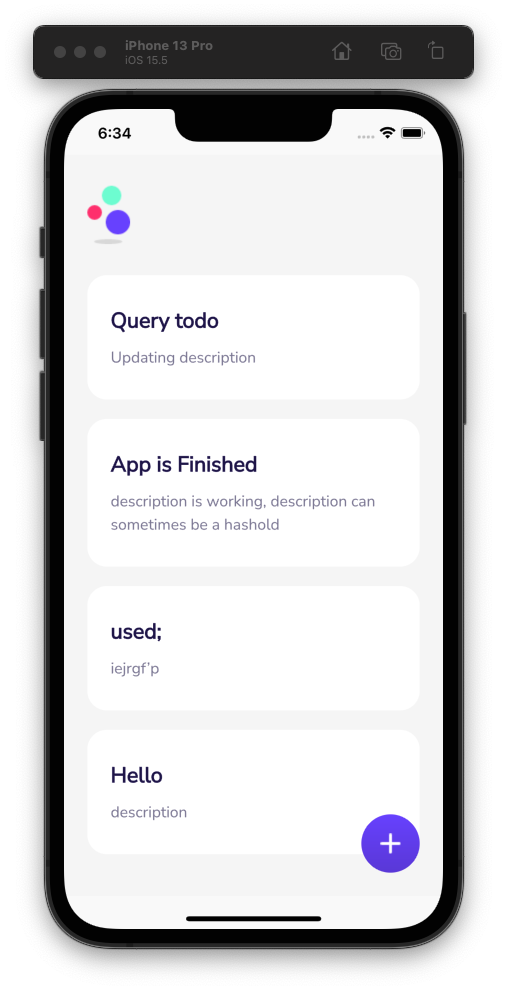 iPhone 13 Pro
iOS 15.5
6:34
Query todo
Updating description
App is Finished
description is working, description can
sometimes be a hashold
used;
iejrgf'p
Hello
description